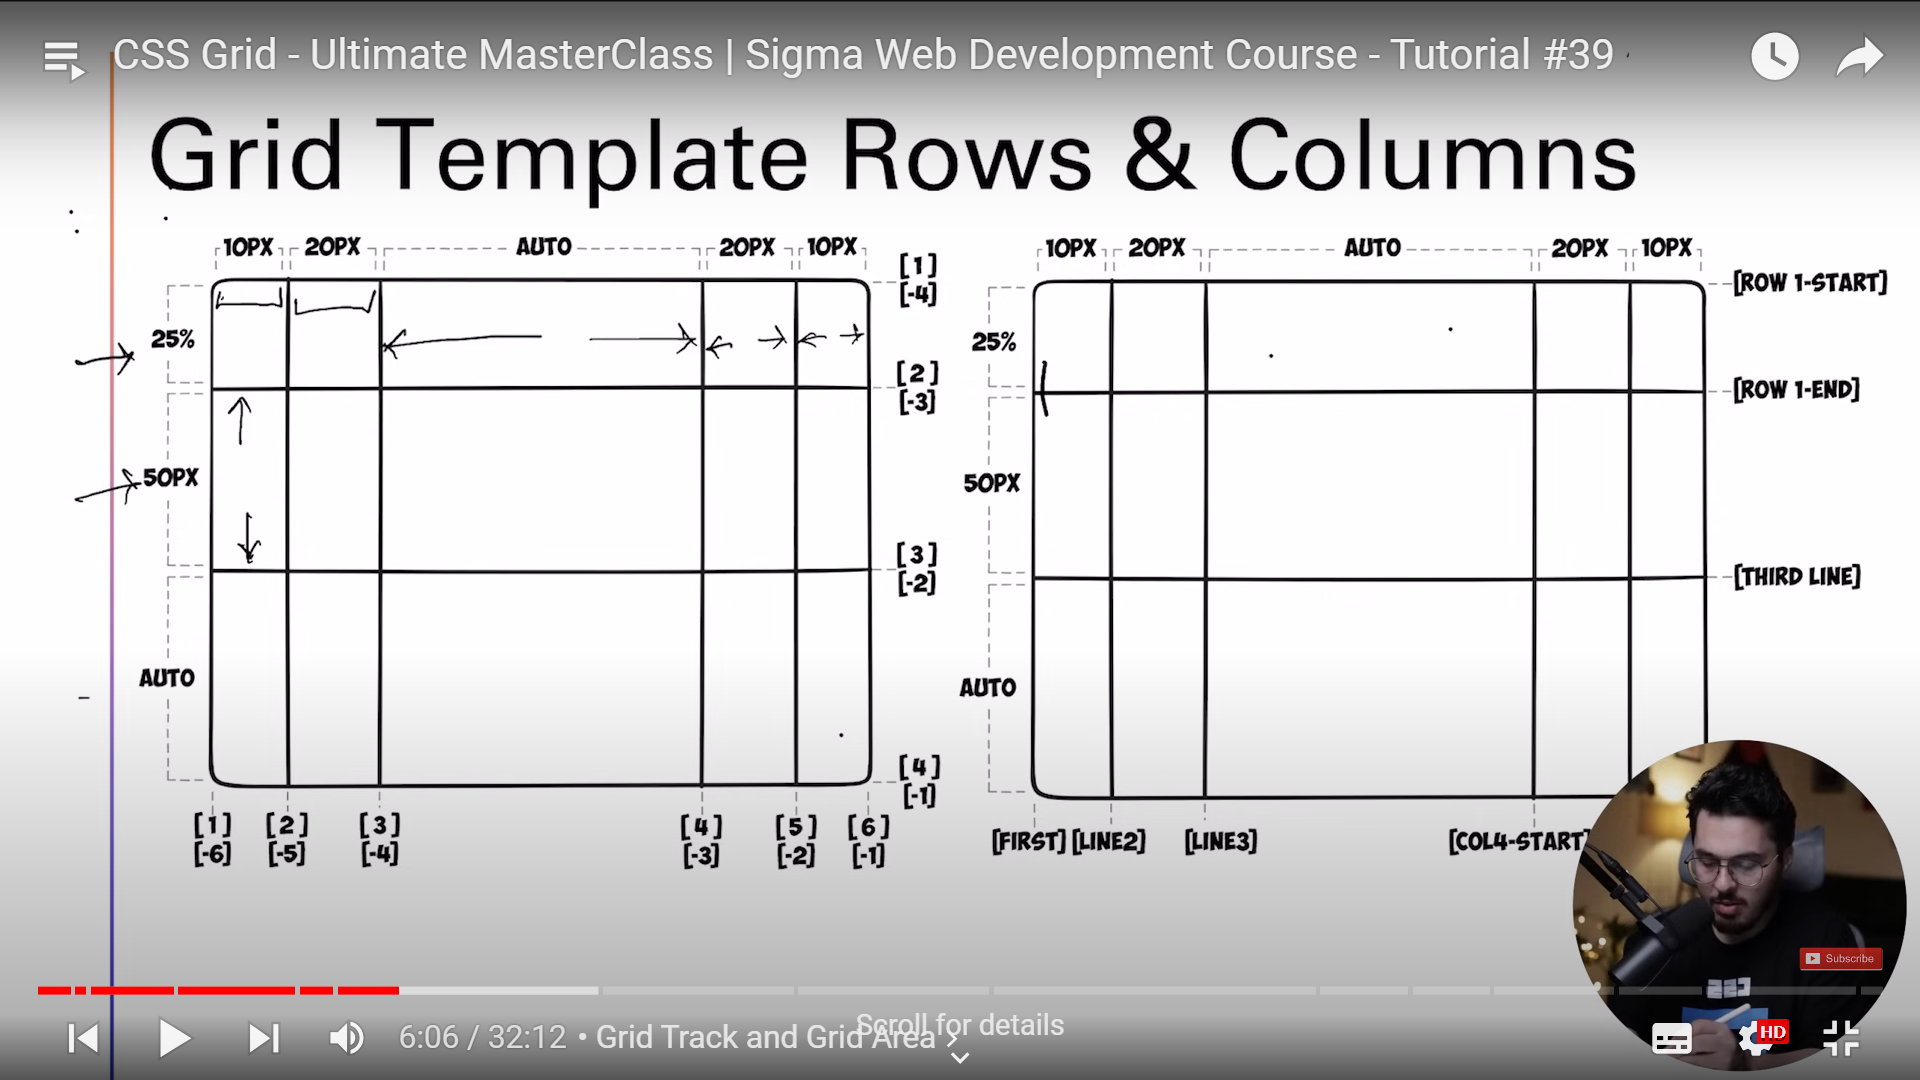 CSS Grid - Ultimate MasterClass | Sigma Web Development Course - Tutorial #39
Grid Template Rows & Columns
10PX 20PX AUTO 20PX 10PX
[1]
[-4]
25%
[2]
[-3]
50PX
[3]
[-2]
AUTO
[4]
[-1]
[1] [2] [3] [4] [5] [6]
[-6] [-5] [-4] [-3] [-2] [-1]
10PX 20PX AUTO 20PX 10PX
[ROW 1-START]
25%
[ROW 1-END]
50PX
[THIRD LINE]
AUTO
[FIRST] [LINE2] [LINE3] [COL4-START]
Subscribe
CSS
6:06 / 32:12 • Grid Track and Grid Area
Scroll for details
HD